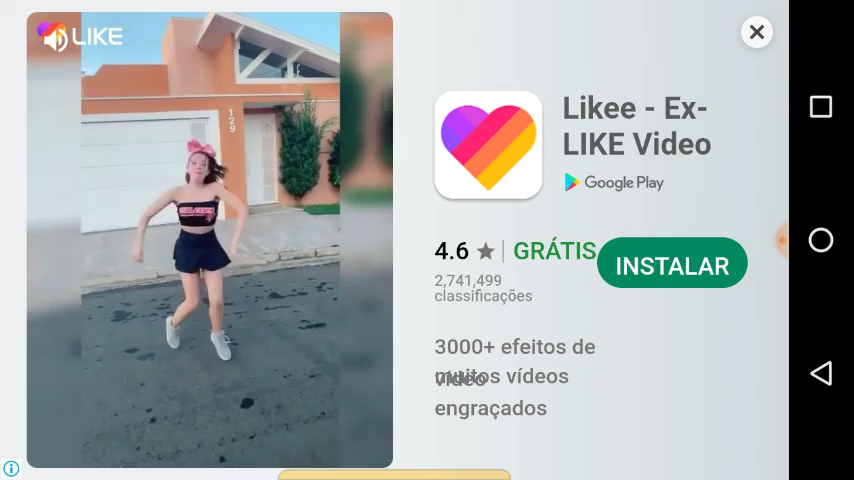 LIKE
129
Likee - Ex-
LIKE Video
Google Play
4.6 ★ | GRÁTIS
INSTALAR
2,741,499
classificações
3000+ efeitos de
vídeo
muitos vídeos
engraçados